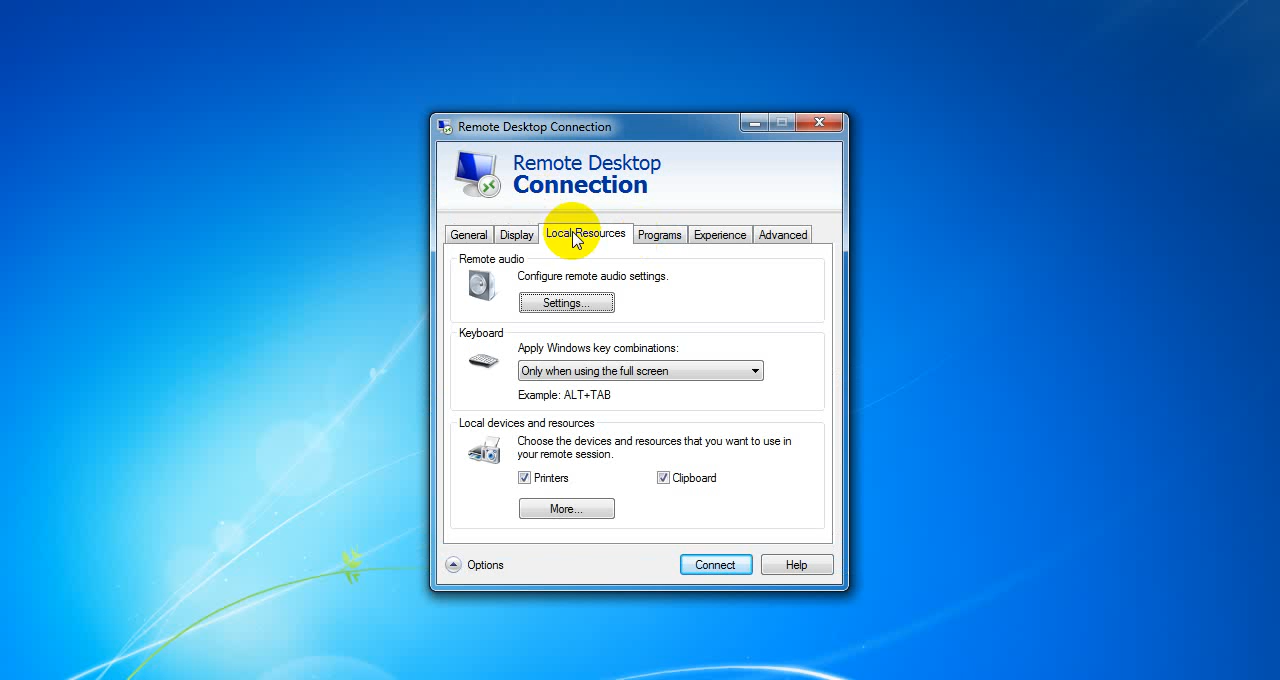 Remote Desktop Connection
Remote Desktop
Connection
General Display Local Resources Programs Experience Advanced
Remote audio
Configure remote audio settings.
Settings...
Keyboard
Apply Windows key combinations:
Only when using the full screen
Example: ALT+TAB
Local devices and resources
Choose the devices and resources that you want to use in
your remote session.
Printers Clipboard
More...
Options Connect Help